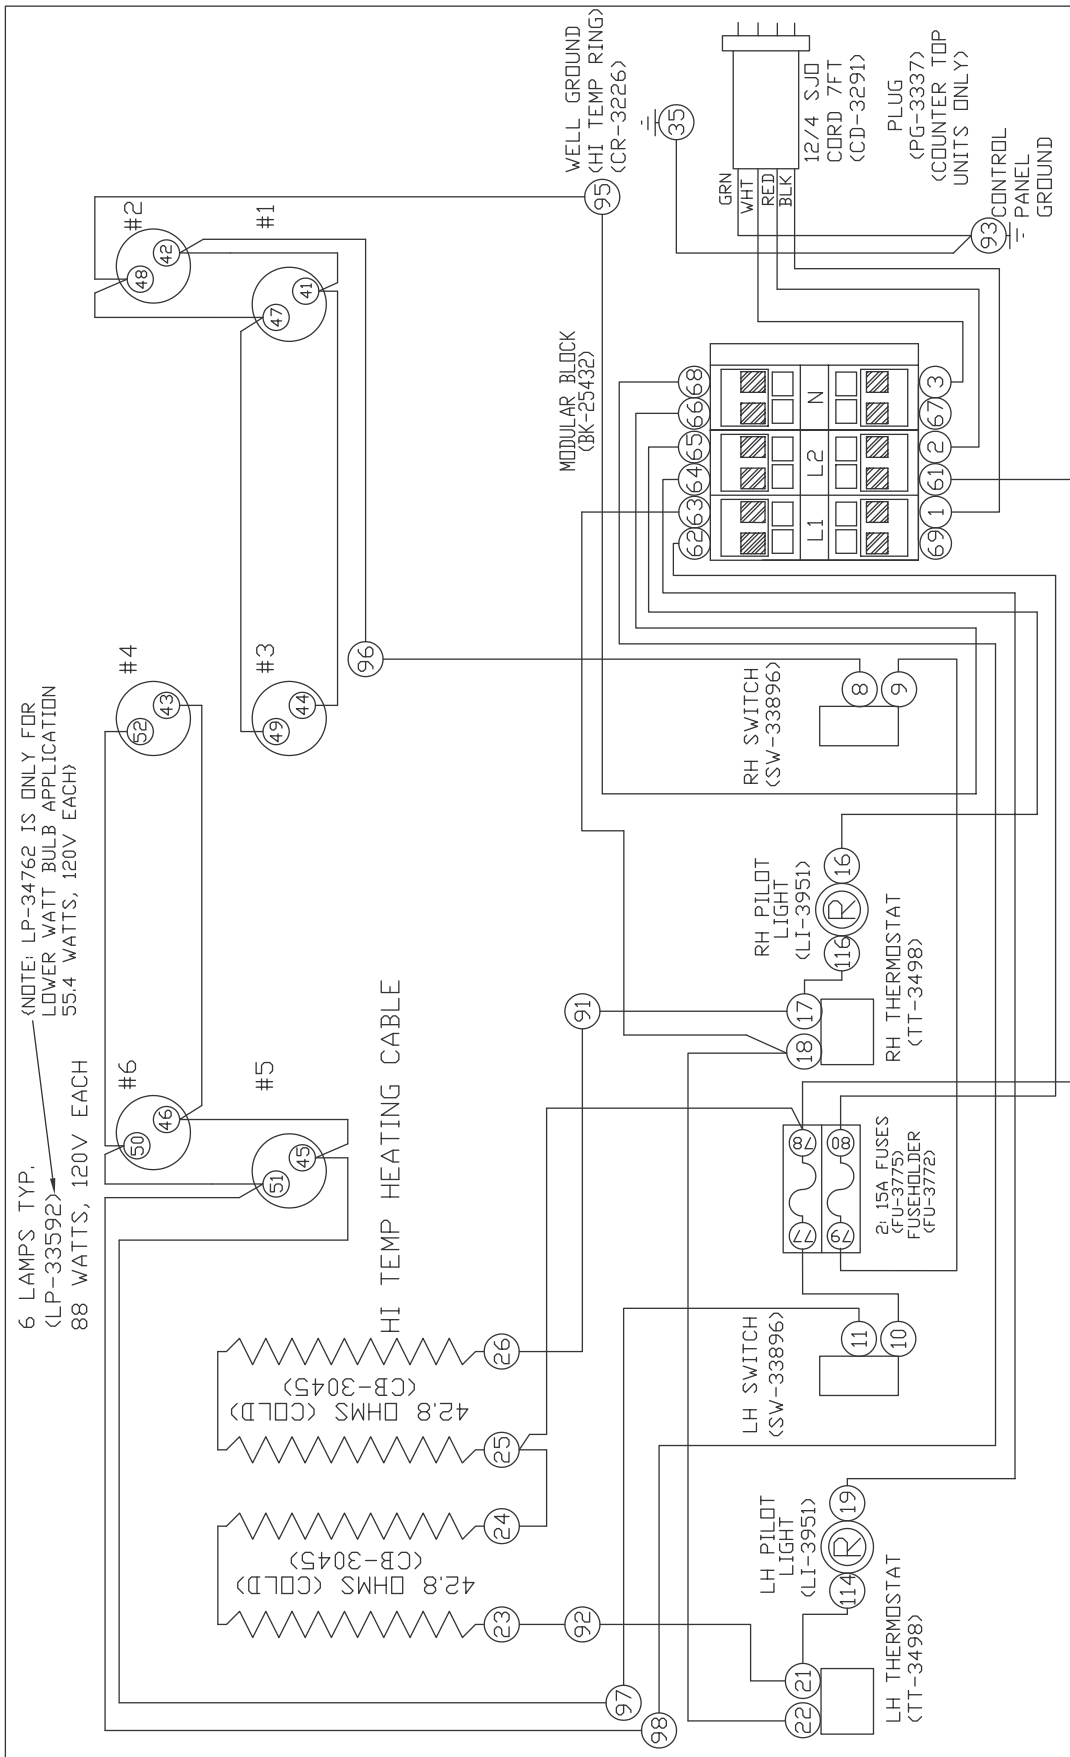 6 LAMPS TYP.
(LP-33592)
88 WATTS, 120V EACH
(NOTE: LP-34762 IS ONLY FOR
LOWER WATT BULB APPLICATION
55.4 WATTS, 120V EACH)
#6
50
46
#5
51
45
#4
52
43
#3
49
44
#2
48
42
#1
47
41
96
WELL GROUND
(HI TEMP RING)
(CR-3226)
95
35
12/4 SJO
CORD 7FT
(CD-3291)
PLUG
(PG-3337)
(COUNTER TOP
UNITS ONLY)
GRN
WHT
RED
BLK
93
CONTROL
PANEL
GROUND
MODULAR BLOCK
(BK-25432)
62
63
64
65
66
68
L1
L2
N
69
1
61
2
67
3
HI TEMP HEATING CABLE
42.8 OHMS (COLD)
(CB-3045)
42.8 OHMS (COLD)
(CB-3045)
23
24
25
26
92
91
97
98
LH PILOT
LIGHT
(LI-3951)
114
R
19
22
21
LH THERMOSTAT
(TT-3498)
LH SWITCH
(SW-33896)
11
10
77
78
79
80
2: 15A FUSES
(FU-3775)
FUSEHOLDER
(FU-3772)
RH PILOT
LIGHT
(LI-3951)
116
R
16
18
17
RH THERMOSTAT
(TT-3498)
RH SWITCH
(SW-33896)
8
9